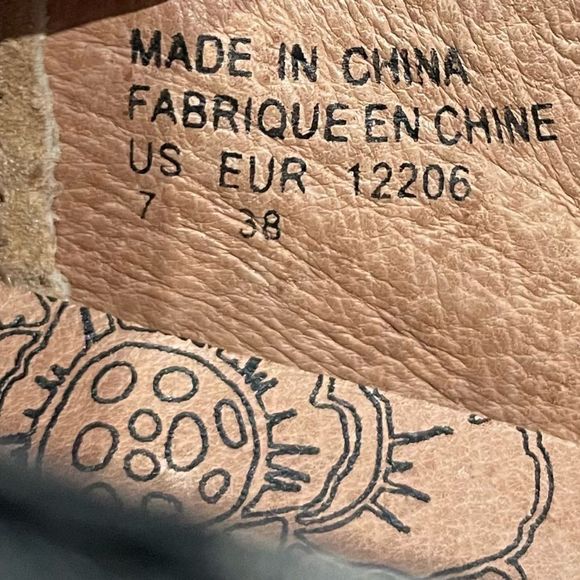 MADE IN CHINA
FABRIQUE EN CHINE
US EUR 12206
7 38